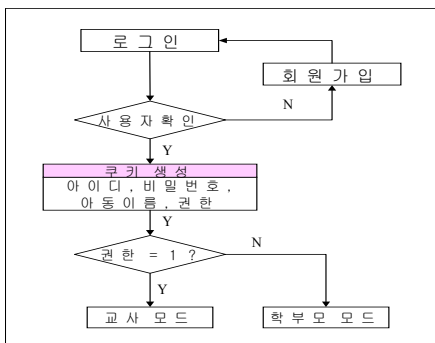 로 그 인
회 원 가 입
사 용 자 확 인
N
Y
쿠 키 생 성
아 이 디 , 비 밀 번 호 ,
아 동 이 름 , 권 한
Y
권 한 = 1 ?
N
Y
교 사 모 드
학 부 모 모 드